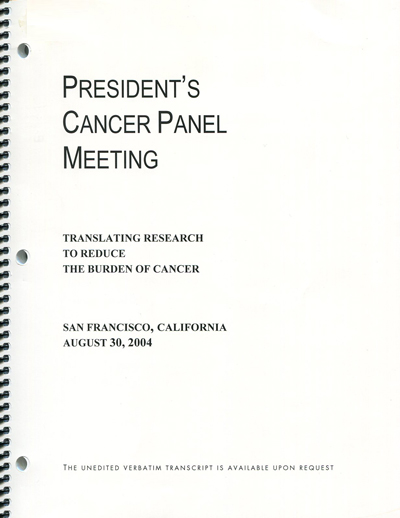 PRESIDENT'S
CANCER PANEL
MEETING
TRANSLATING RESEARCH
TO REDUCE
THE BURDEN OF CANCER
SAN FRANCISCO, CALIFORNIA
AUGUST 30, 2004
THE UNEDITED VERBATIM TRANSCRIPT IS AVAILABLE UPON REQUEST